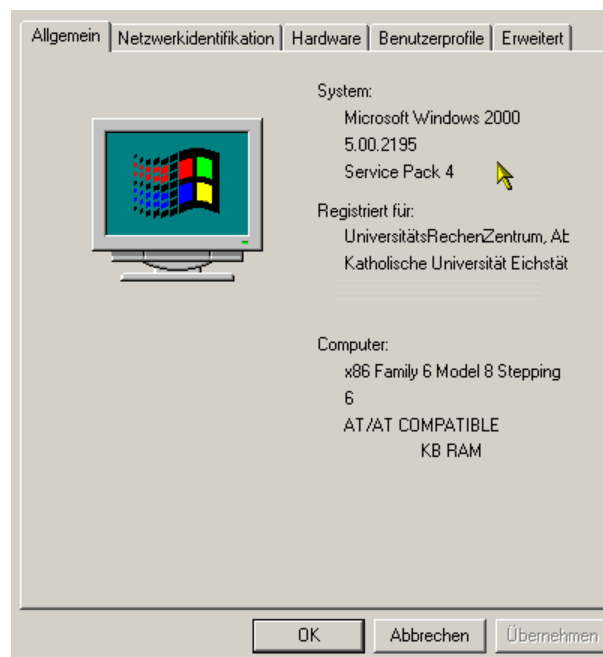 Allgemein Netzwerkidentifikation Hardware Benutzerprofile Erweitert
System:
Microsoft Windows 2000
5.00.2195
Service Pack 4
Registriert für:
UniversitätsRechenZentrum, Ab
Katholische Universität Eichstät
Computer:
x86 Family 6 Model 8 Stepping
6
AT/AT COMPATIBLE
KB RAM
OK Abbrechen Übernehmen